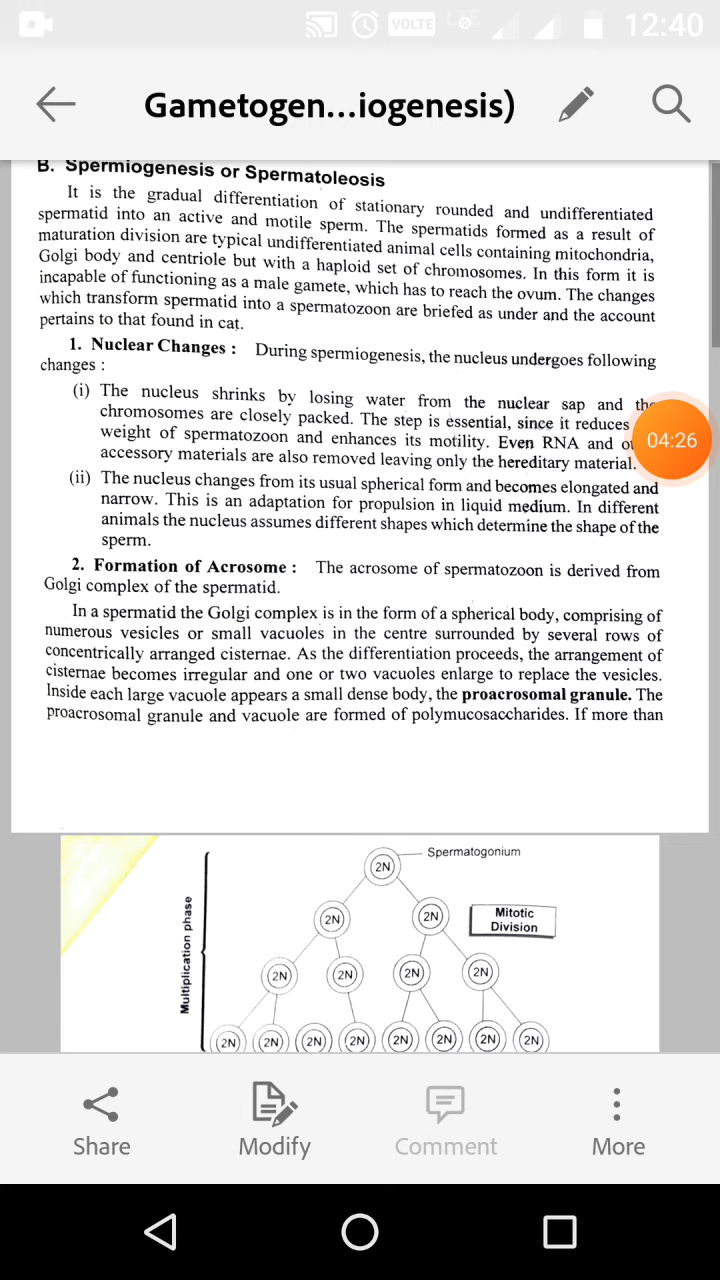 VOLTE
LTE
12:40
Gametogen...iogenesis)
B. Spermiogenesis or Spermatoleosis
It is the gradual differentiation of stationary rounded and undifferentiated
spermatid into an active and motile sperm. The spermatids formed as a result of
maturation division are typical undifferentiated animal cells containing mitochondria,
Golgi body and centriole but with a haploid set of chromosomes. In this form it is
incapable of functioning as a male gamete, which has to reach the ovum. The changes
which transform spermatid into a spermatozoon are briefed as under and the account
pertains to that found in cat.
1. Nuclear Changes : During spermiogenesis, the nucleus undergoes following
changes :
(i) The nucleus shrinks by losing water from the nuclear sap and the
chromosomes are closely packed. The step is essential, since it reduces
weight of spermatozoon and enhances its motility. Even RNA and
04:26
accessory materials are also removed leaving only the hereditary material.
(ii) The nucleus changes from its usual spherical form and becomes elongated and
narrow. This is an adaptation for propulsion in liquid medium. In different
animals the nucleus assumes different shapes which determine the shape of the
sperm.
2. Formation of Acrosome : The acrosome of spermatozoon is derived from
Golgi complex of the spermatid.
In a spermatid the Golgi complex is in the form of a spherical body, comprising of
numerous vesicles or small vacuoles in the centre surrounded by several rows of
concentrically arranged cisternae. As the differentiation proceeds, the arrangement of
cisternae becomes irregular and one or two vacuoles enlarge to replace the vesicles.
Inside each large vacuole appears a small dense body, the proacrosomal granule. The
proacrosomal granule and vacuole are formed of polymucosaccharides. If more than
Spermatogonium
2N
Multiplication phase
2N 2N
Mitotic
Division
2N 2N 2N 2N
2N 2N 2N 2N 2N 2N 2N 2N
Share Modify Comment More